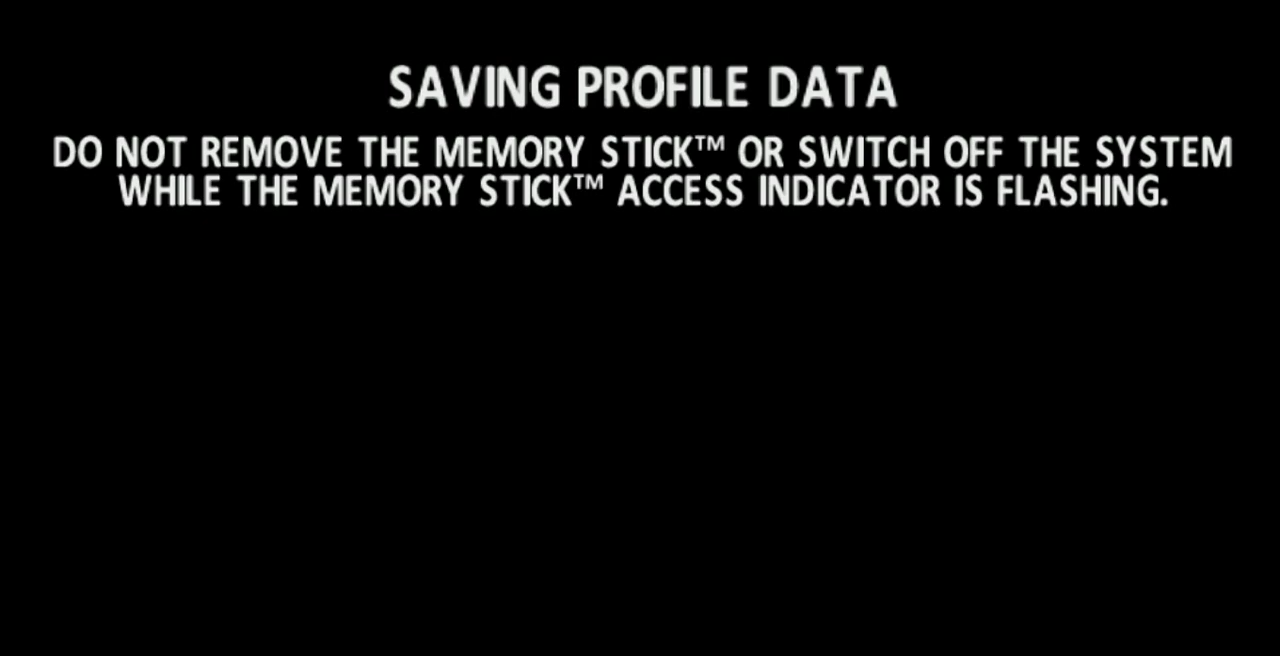 SAVING PROFILE DATA
DO NOT REMOVE THE MEMORY STICK™ OR SWITCH OFF THE SYSTEM
WHILE THE MEMORY STICK™ ACCESS INDICATOR IS FLASHING.